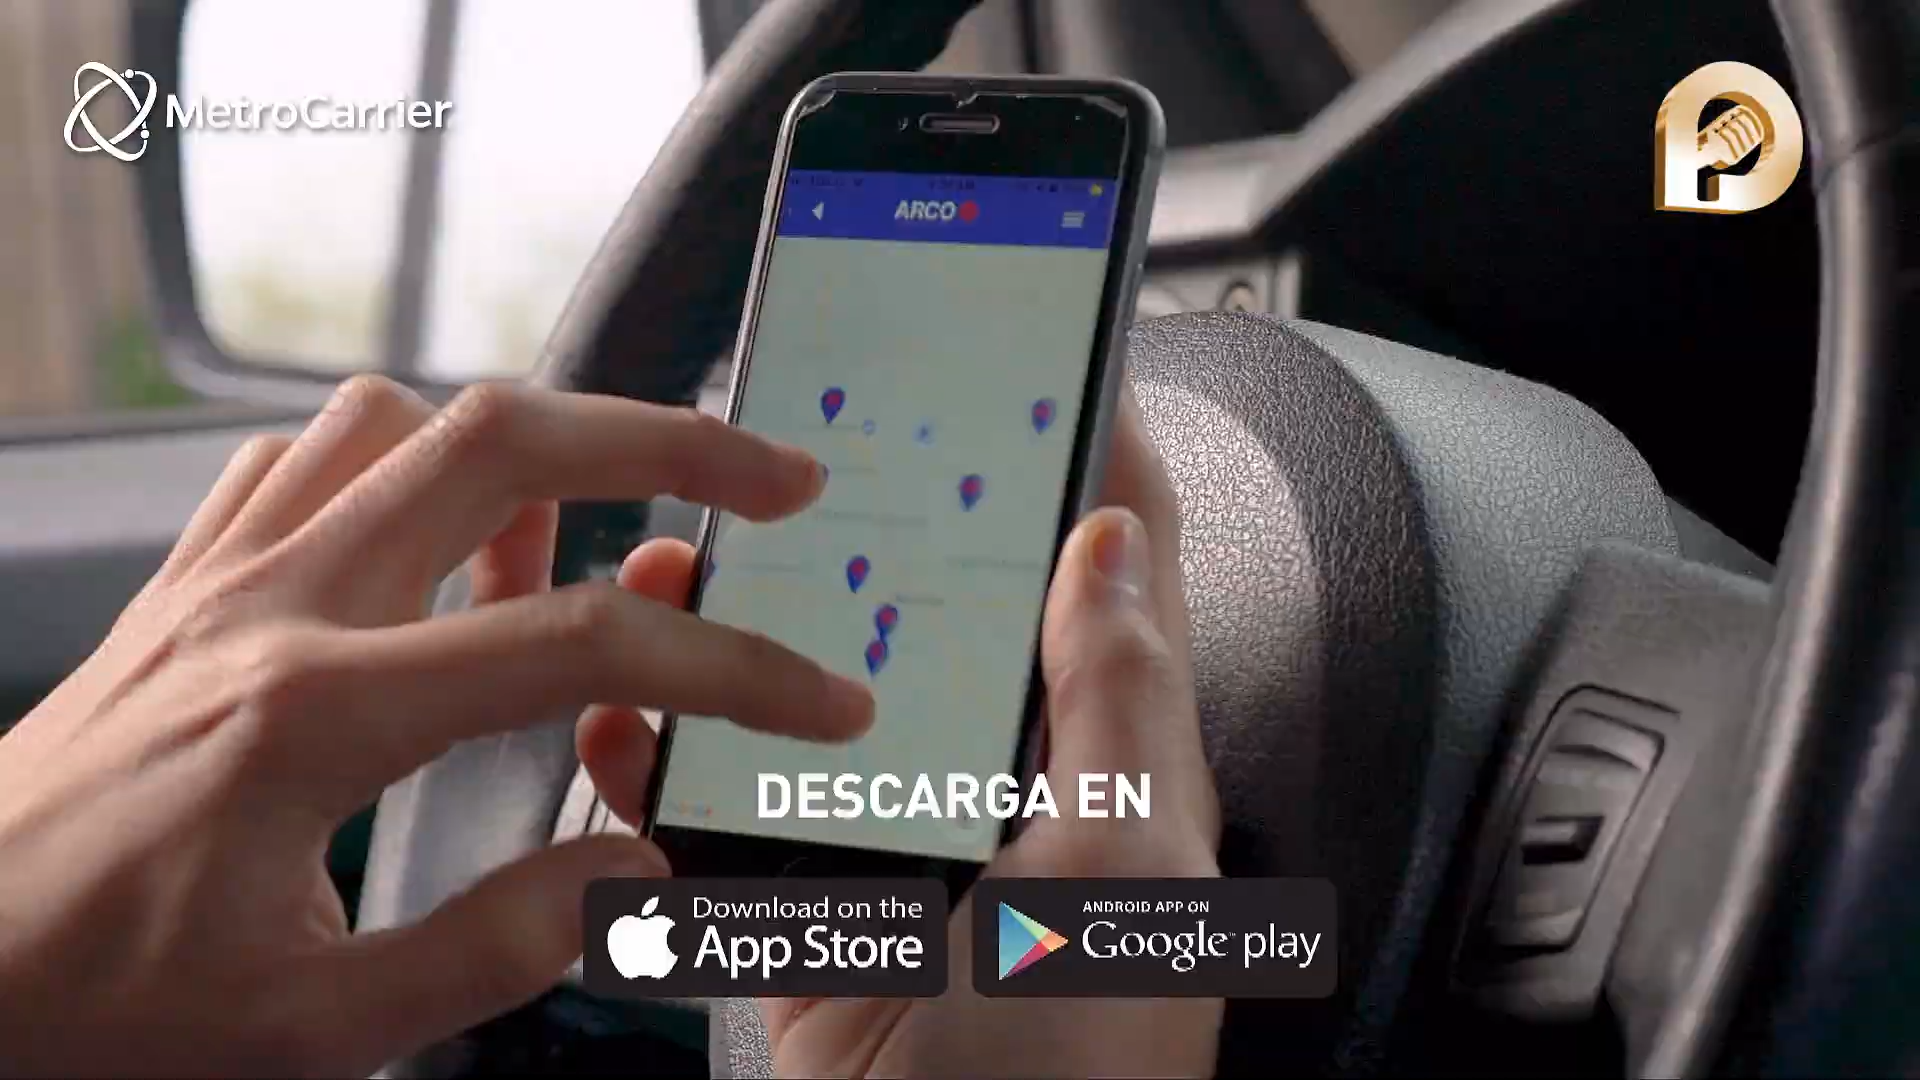 MetroCarrier
ARCO
DESCARGA EN
Download on the
App Store
ANDROID APP ON
Google play